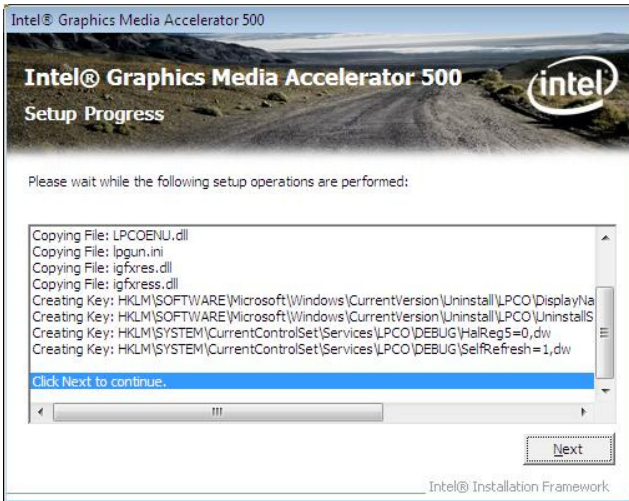 Intel® Graphics Media Accelerator 500
Intel® Graphics Media Accelerator 500
intel
Setup Progress
Please wait while the following setup operations are performed:
Copying File: LPCOENU.dll
Copying File: lpgun.ini
Copying File: igfxres.dll
Copying File: igfxress.dll
Creating Key: HKLM\SOFTWARE\Microsoft\Windows\CurrentVersion\Uninstall\LPCO\DisplayNa
Creating Key: HKLM\SOFTWARE\Microsoft\Windows\CurrentVersion\Uninstall\LPCO\UninstallS
Creating Key: HKLM\SYSTEM\CurrentControlSet\Services\LPCO\DEBUG\HalReg5=0,dw
Creating Key: HKLM\SYSTEM\CurrentControlSet\Services\LPCO\DEBUG\SelfRefresh=1,dw
Click Next to continue.
Next
Intel® Installation Framework